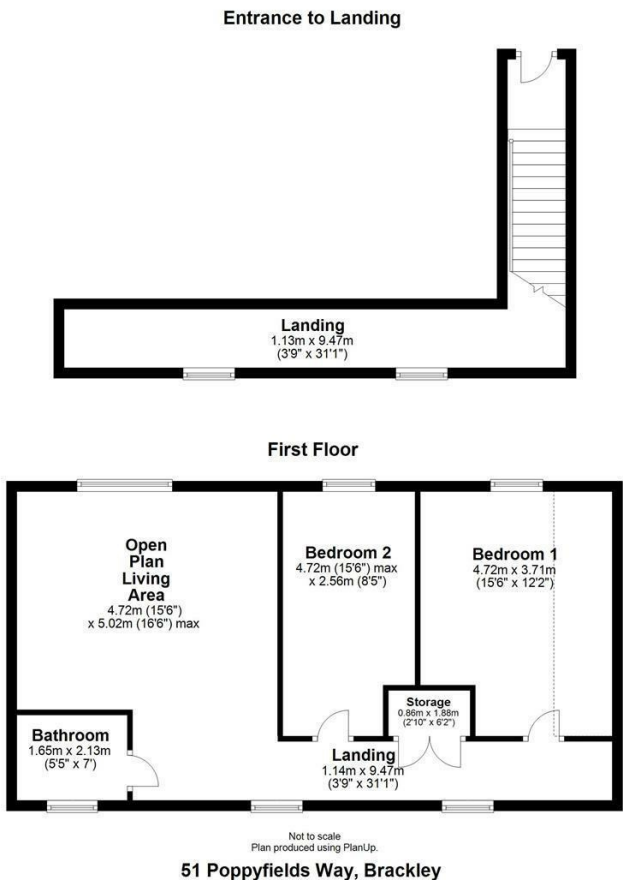 Entrance to Landing
Landing
1.13m x 9.47m
(3'9" x 31'1")
First Floor
Open
Plan
Living
Area
4.72m (15'6")
x 5.02m (16'6") max
Bedroom 2
4.72m (15'6") max
x 2.56m (8'5")
Bedroom 1
4.72m x 3.71m
(15'6" x 12'2")
Storage
0.86m x 1.88m
(2'10" x 6'2")
Bathroom
1.65m x 2.13m
(5'5" x 7')
Landing
1.14m x 9.47m
(3'9" x 31'1")
Not to scale
Plan produced using PlanUp.
51 Poppyfields Way, Brackley